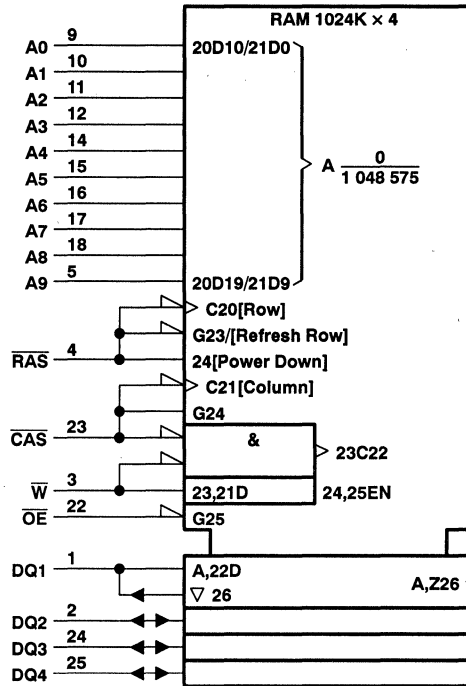 RAM 1024K × 4
A0 9 20D10/21D0
A1 10
A2 11
A3 12
A4 14
A5 15
A6 16
A7 17
A8 18
A9 5 20D19/21D9
A 0
1 048 575
C20[Row]
G23/[Refresh Row]
RAS 4 24[Power Down]
C21[Column]
G24
CAS 23 &
23C22
W 3 23,21D 24,25EN
OE 22 G25
DQ1 1 A,22D
26 A,Z26
DQ2 2
DQ3 24
DQ4 25